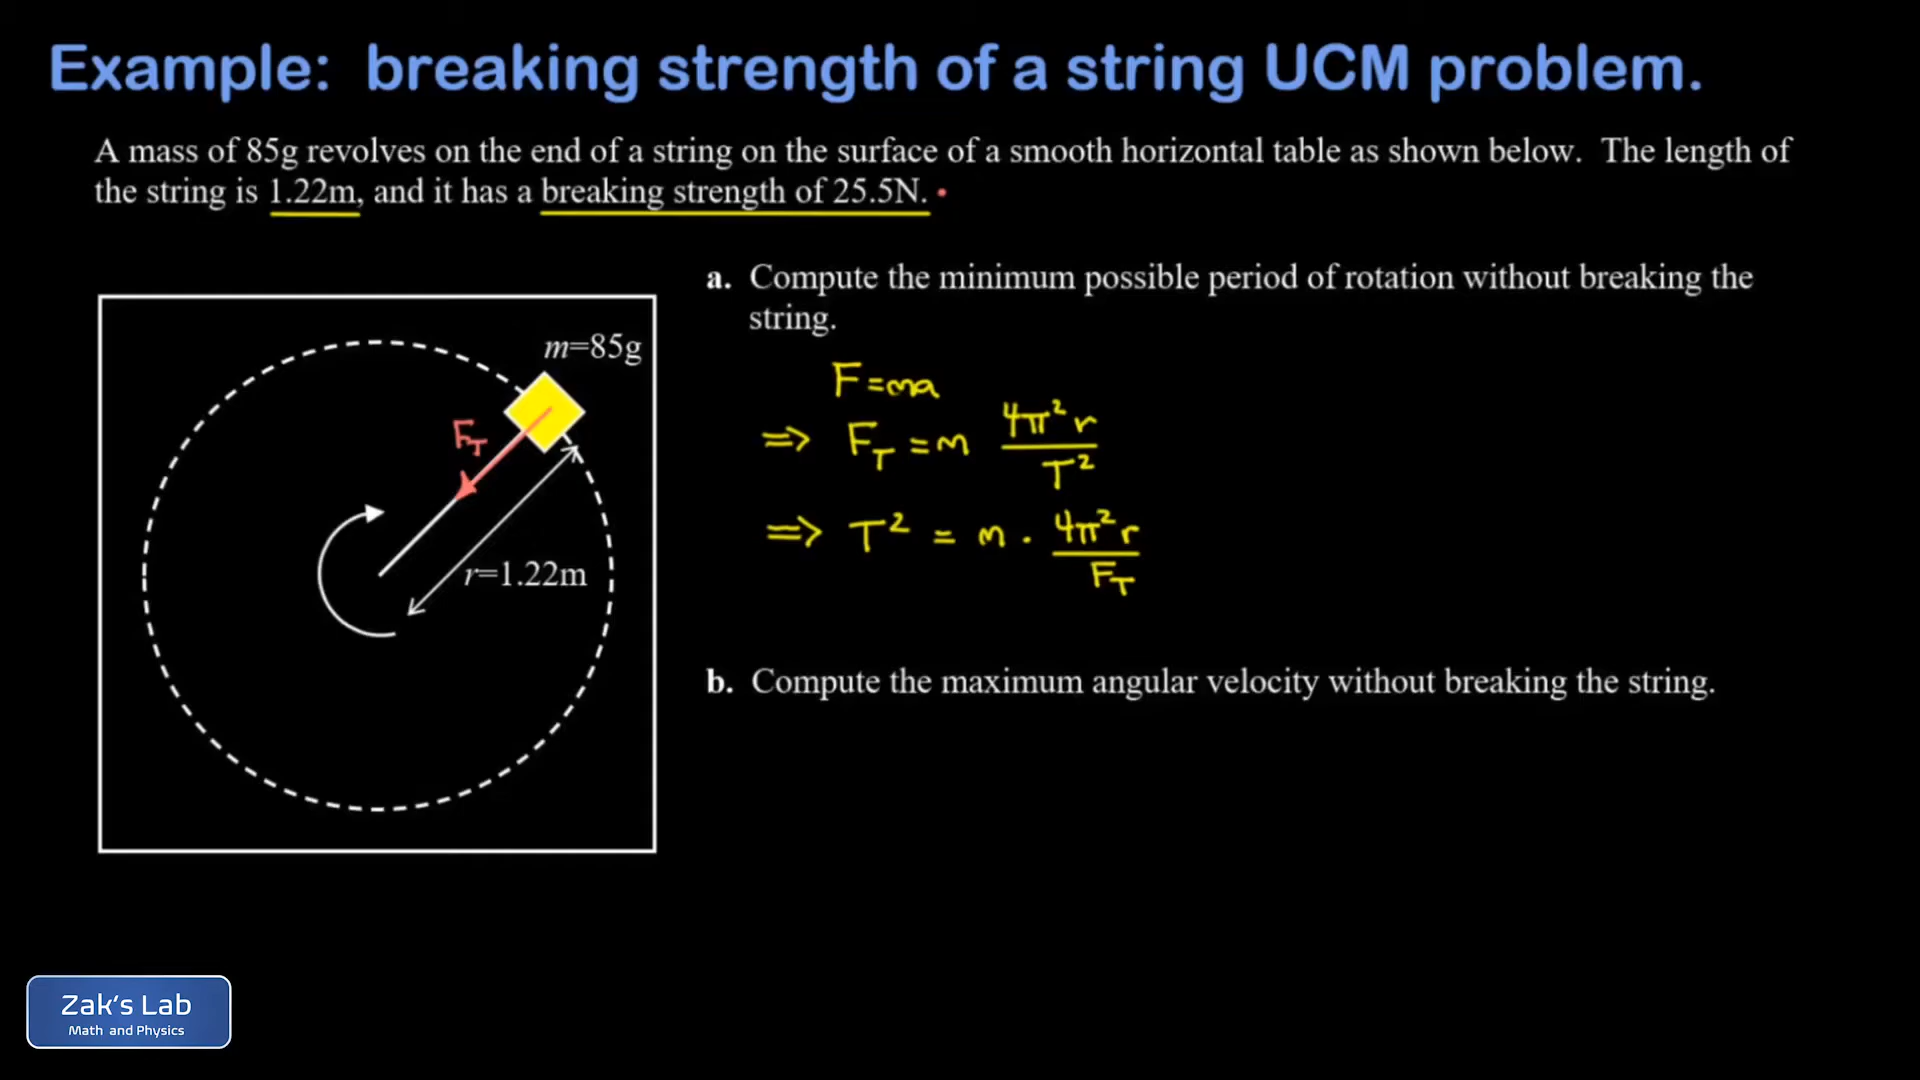 Example: breaking strength of a string UCM problem.
A mass of 85g revolves on the end of a string on the surface of a smooth horizontal table as shown below. The length of
the string is 1.22m, and it has a breaking strength of 25.5N.
a. Compute the minimum possible period of rotation without breaking the
string.
m=85g
F=ma
F_T
⇒ F_T = m 4π²r / T²
⇒ T² = m · 4π²r / F_T
r=1.22m
b. Compute the maximum angular velocity without breaking the string.
Zak's Lab
Math and Physics